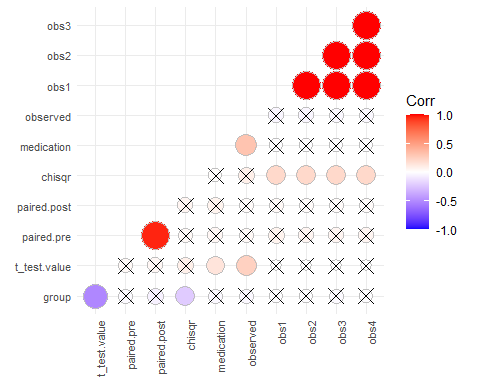 obs3
obs2
obs1
observed
medication
chisqr
paired.post
paired.pre
t_test.value
group
t_test.value
paired.pre
paired.post
chisqr
medication
observed
obs1
obs2
obs3
obs4
Corr
1.0
0.5
0.0
-0.5
-1.0